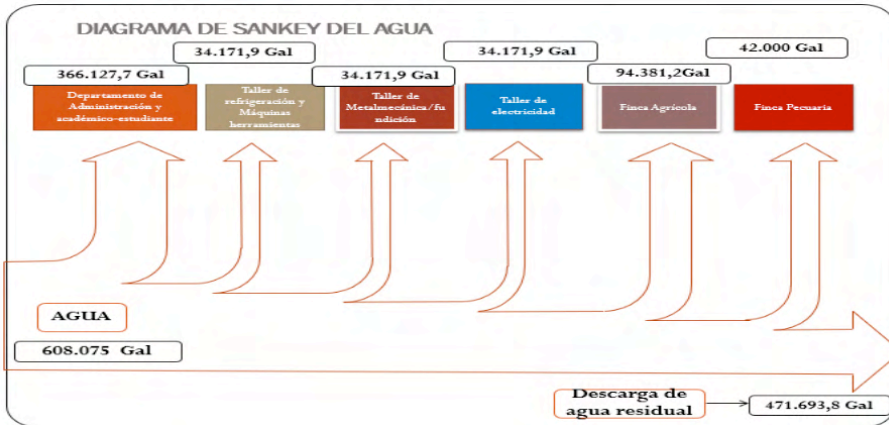 DIAGRAMA DE SANKEY DEL AGUA
34.171,9 Gal
34.171,9 Gal
42.000 Gal
366.127,7 Gal
34.171,9 Gal
94.381,2Gal
Departamento de
Administración y
académico-estudiante
Taller de
refrigeración y
Máquinas
herramientas
Taller de
Metalmecánica/fu
ndición
Taller de
electricidad
Finca Agrícola
Finca Pecuaria
AGUA
608.075 Gal
Descarga de
agua residual
471.693,8 Gal